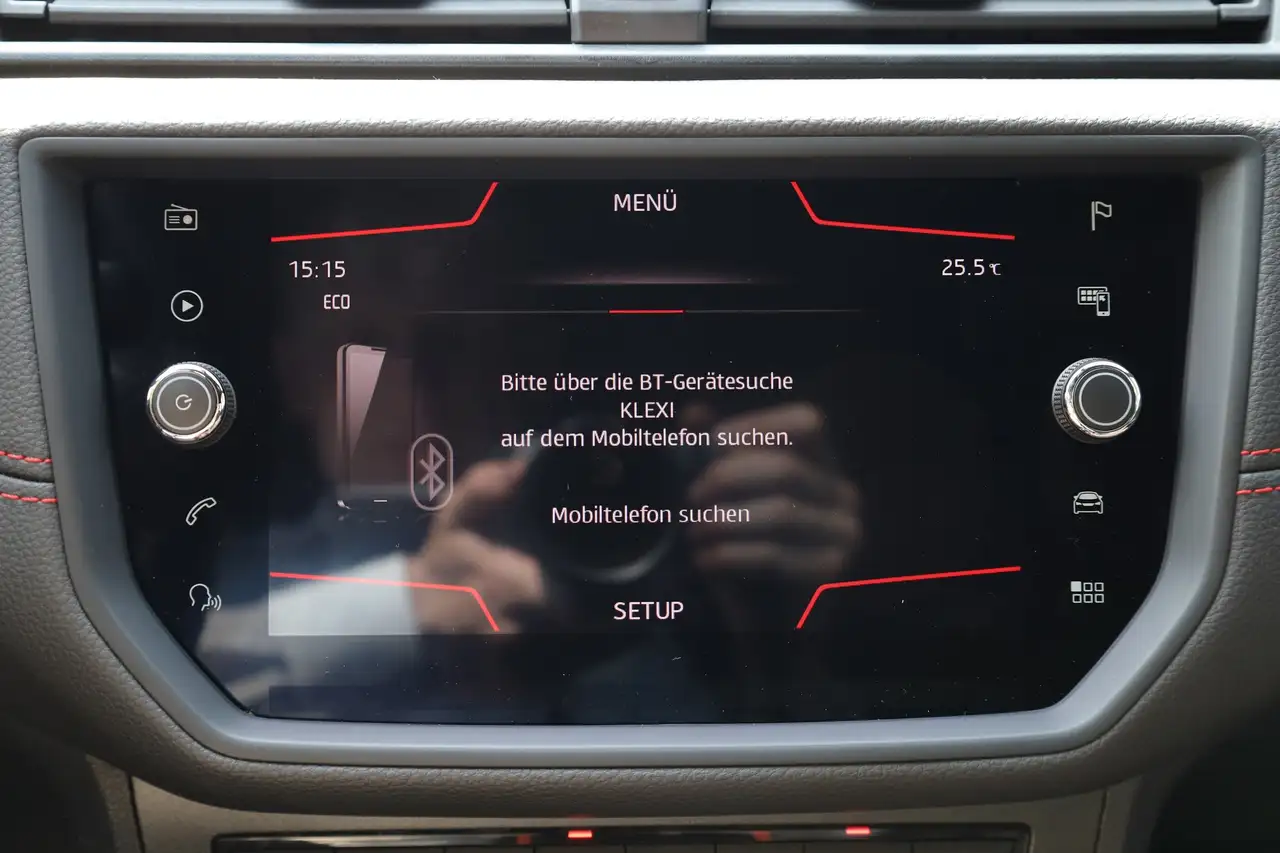 MENÜ
15:15
25.5 °C
ECO
Bitte über die BT-Gerätesuche
KLEXI
auf dem Mobiltelefon suchen.
Mobiltelefon suchen
SETUP